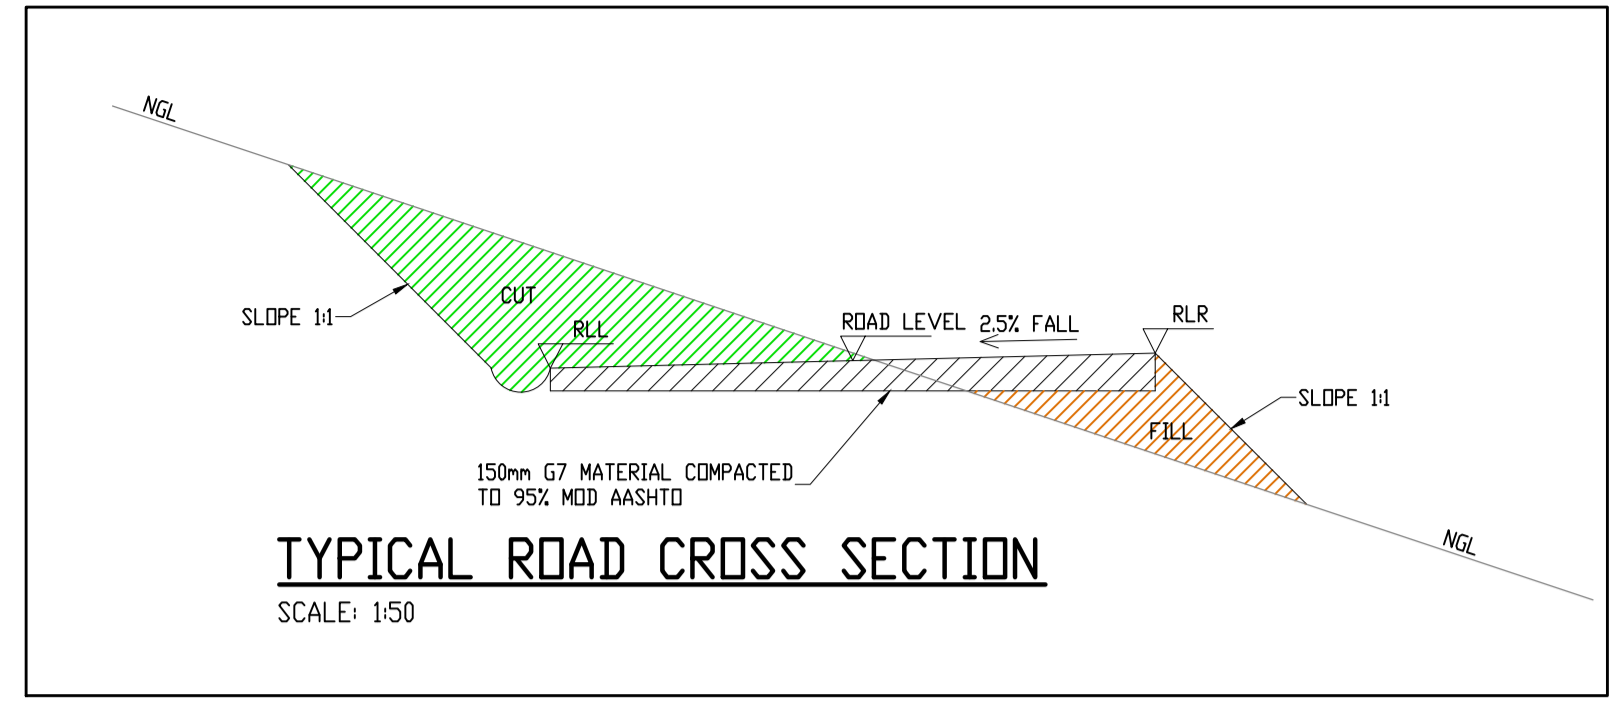 NGL
CUT
SLOPE 1:1
RLL
ROAD LEVEL
2.5% FALL
RLR
SLOPE 1:1
FILL
150mm G7 MATERIAL COMPACTED
TO 95% MOD AASHTO
NGL
TYPICAL ROAD CROSS SECTION
SCALE: 1:50